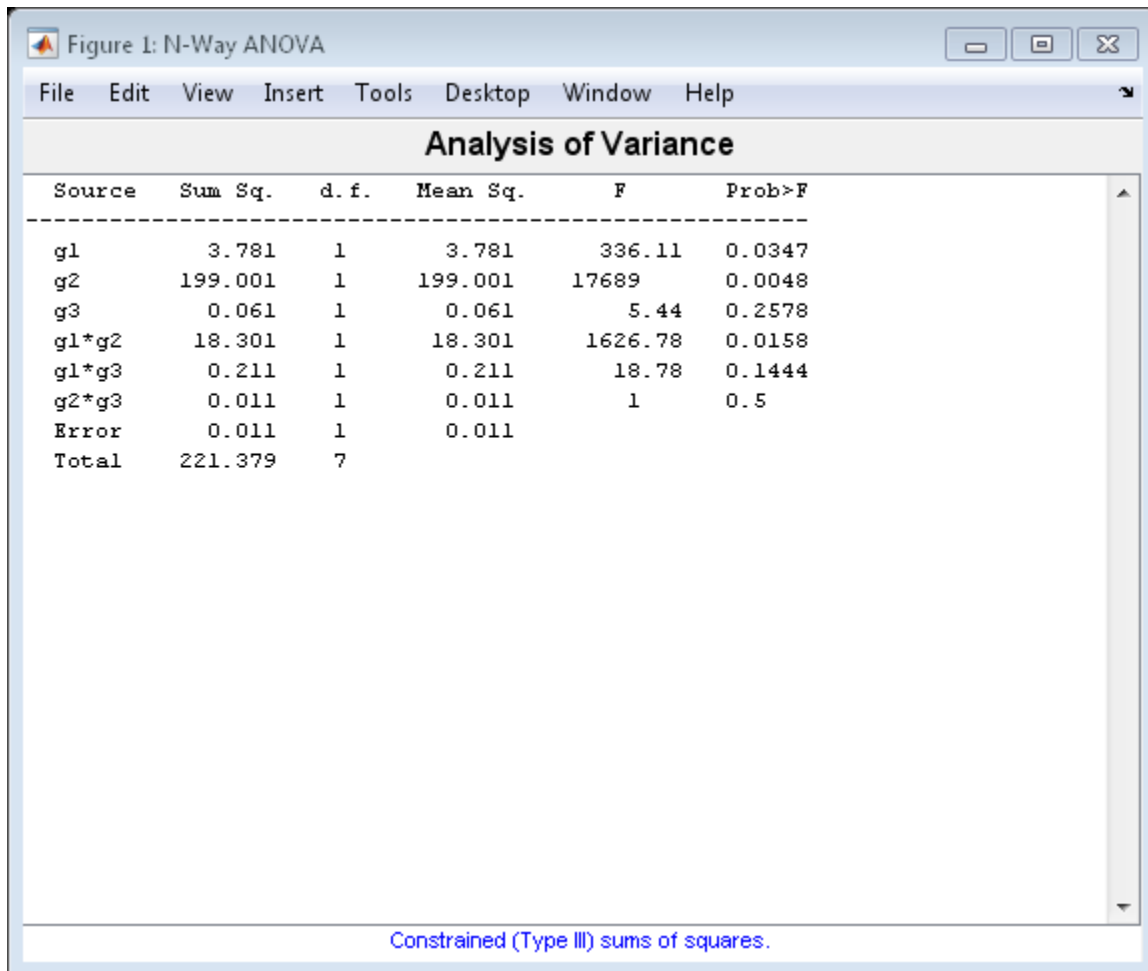 Figure 1: N-Way ANOVA
File Edit View Insert Tools Desktop Window Help
Analysis of Variance
Source Sum Sq. d.f. Mean Sq. F Prob>F
----------------------------------------------------------
g1 3.781 1 3.781 336.11 0.0347
g2 199.001 1 199.001 17689 0.0048
g3 0.061 1 0.061 5.44 0.2578
g1*g2 18.301 1 18.301 1626.78 0.0158
g1*g3 0.211 1 0.211 18.78 0.1444
g2*g3 0.011 1 0.011 1 0.5
Error 0.011 1 0.011
Total 221.379 7
Constrained (Type III) sums of squares.